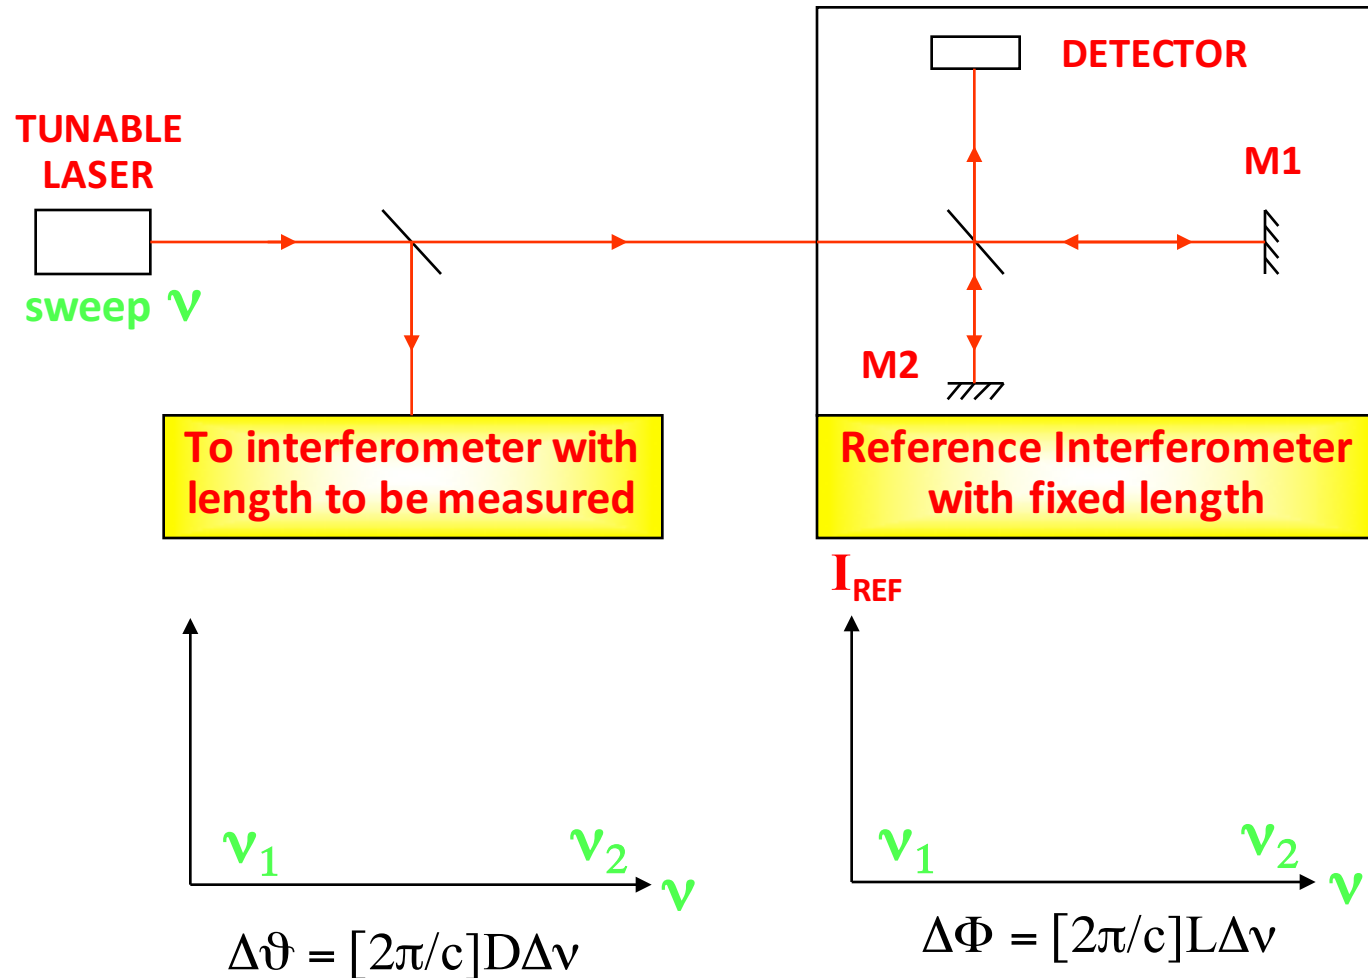 DETECTOR
TUNABLE
LASER
M1
sweep ν
M2
To interferometer with
length to be measured
Reference Interferometer
with fixed length
I_REF
ν₁
ν₂
ν
ν₁
ν₂
ν
Δϑ = [2π/c]DΔν
ΔΦ = [2π/c]LΔν